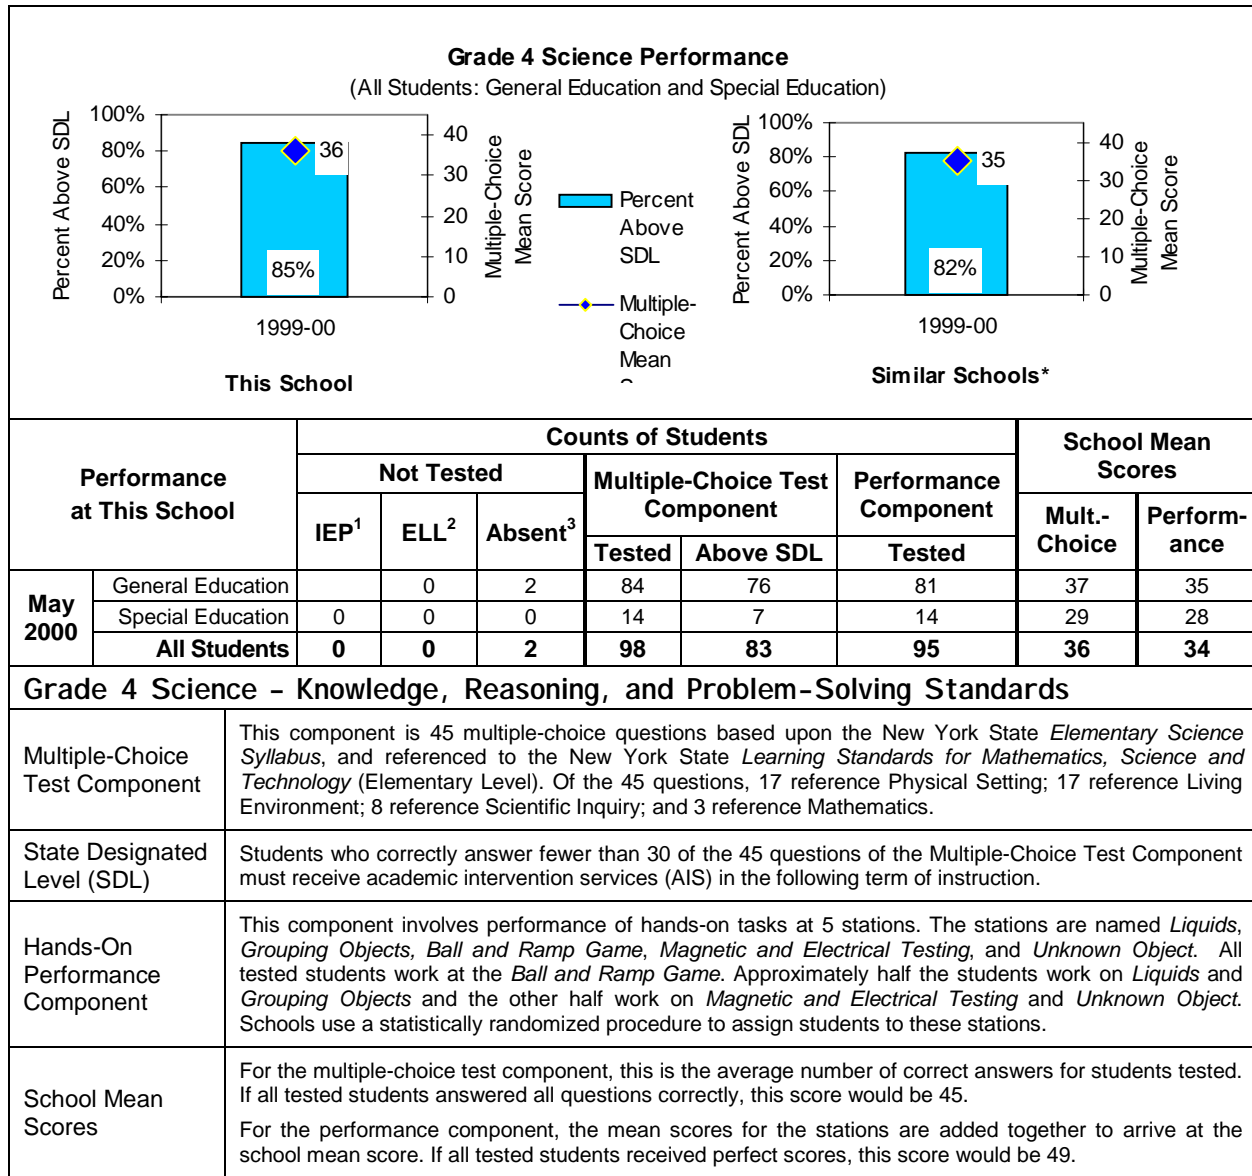 Grade 4 Science Performance
(All Students: General Education and Special Education)
Percent Above SDL
100%
80%
60%
40%
20%
0%
36
85%
40
30
20
10
0
Multiple-Choice
Mean Score
1999-00
This School
Percent
Above
SDL
Multiple-
Choice
Mean
Percent Above SDL
100%
80%
60%
40%
20%
0%
35
82%
40
30
20
10
0
Multiple-Choice
Mean Score
1999-00
Similar Schools*
Performance
at This School
Counts of Students
School Mean
Scores
Not Tested
Multiple-Choice Test
Component
Performance
Component
IEP1
ELL2
Absent3
Tested
Above SDL
Tested
Mult.-
Choice
Perform-
ance
May
2000
General Education 0 2 84 76 81 37 35
Special Education 0 0 0 14 7 14 29 28
All Students 0 0 2 98 83 95 36 34
Grade 4 Science – Knowledge, Reasoning, and Problem-Solving Standards
Multiple-Choice
Test Component
This component is 45 multiple-choice questions based upon the New York State Elementary Science
Syllabus, and referenced to the New York State Learning Standards for Mathematics, Science and
Technology (Elementary Level). Of the 45 questions, 17 reference Physical Setting; 17 reference Living
Environment; 8 reference Scientific Inquiry; and 3 reference Mathematics.
State Designated
Level (SDL)
Students who correctly answer fewer than 30 of the 45 questions of the Multiple-Choice Test Component
must receive academic intervention services (AIS) in the following term of instruction.
Hands-On
Performance
Component
This component involves performance of hands-on tasks at 5 stations. The stations are named Liquids,
Grouping Objects, Ball and Ramp Game, Magnetic and Electrical Testing, and Unknown Object. All
tested students work at the Ball and Ramp Game. Approximately half the students work on Liquids and
Grouping Objects and the other half work on Magnetic and Electrical Testing and Unknown Object.
Schools use a statistically randomized procedure to assign students to these stations.
School Mean
Scores
For the multiple-choice test component, this is the average number of correct answers for students tested.
If all tested students answered all questions correctly, this score would be 45.
For the performance component, the mean scores for the stations are added together to arrive at the
school mean score. If all tested students received perfect scores, this score would be 49.